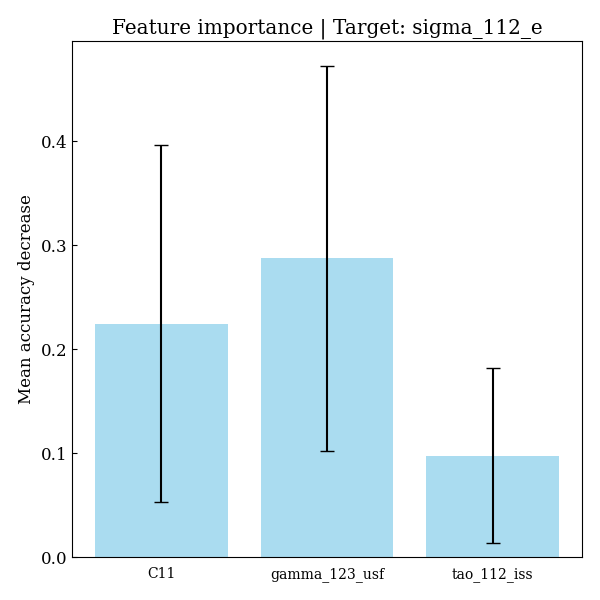 Feature importance | Target: sigma_112_e
Mean accuracy decrease
0.4
0.3
0.2
0.1
0.0
C11
gamma_123_usf
tao_112_iss